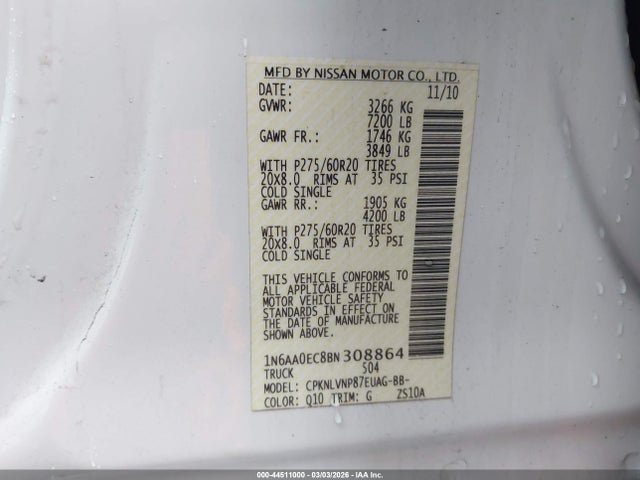 MFD BY NISSAN MOTOR CO., LTD.
DATE: 11/10
GVWR: 3266 KG
7200 LB
GAWR FR.: 1746 KG
3849 LB
WITH P275/60R20 TIRES
20X8.0 RIMS AT 35 PSI
COLD SINGLE
GAWR RR.: 1905 KG
4200 LB
WITH P275/60R20 TIRES
20X8.0 RIMS AT 35 PSI
COLD SINGLE
THIS VEHICLE CONFORMS TO
ALL APPLICABLE FEDERAL
MOTOR VEHICLE SAFETY
STANDARDS IN EFFECT ON
THE DATE OF MANUFACTURE
SHOWN ABOVE.
1N6AA0EC8BN308864
TRUCK 504
MODEL: CPKNLVNP87EUAG-BB-
COLOR: Q10 TRIM: G ZS10A
000-44511000 - 03/03/2026 - IAA Inc.